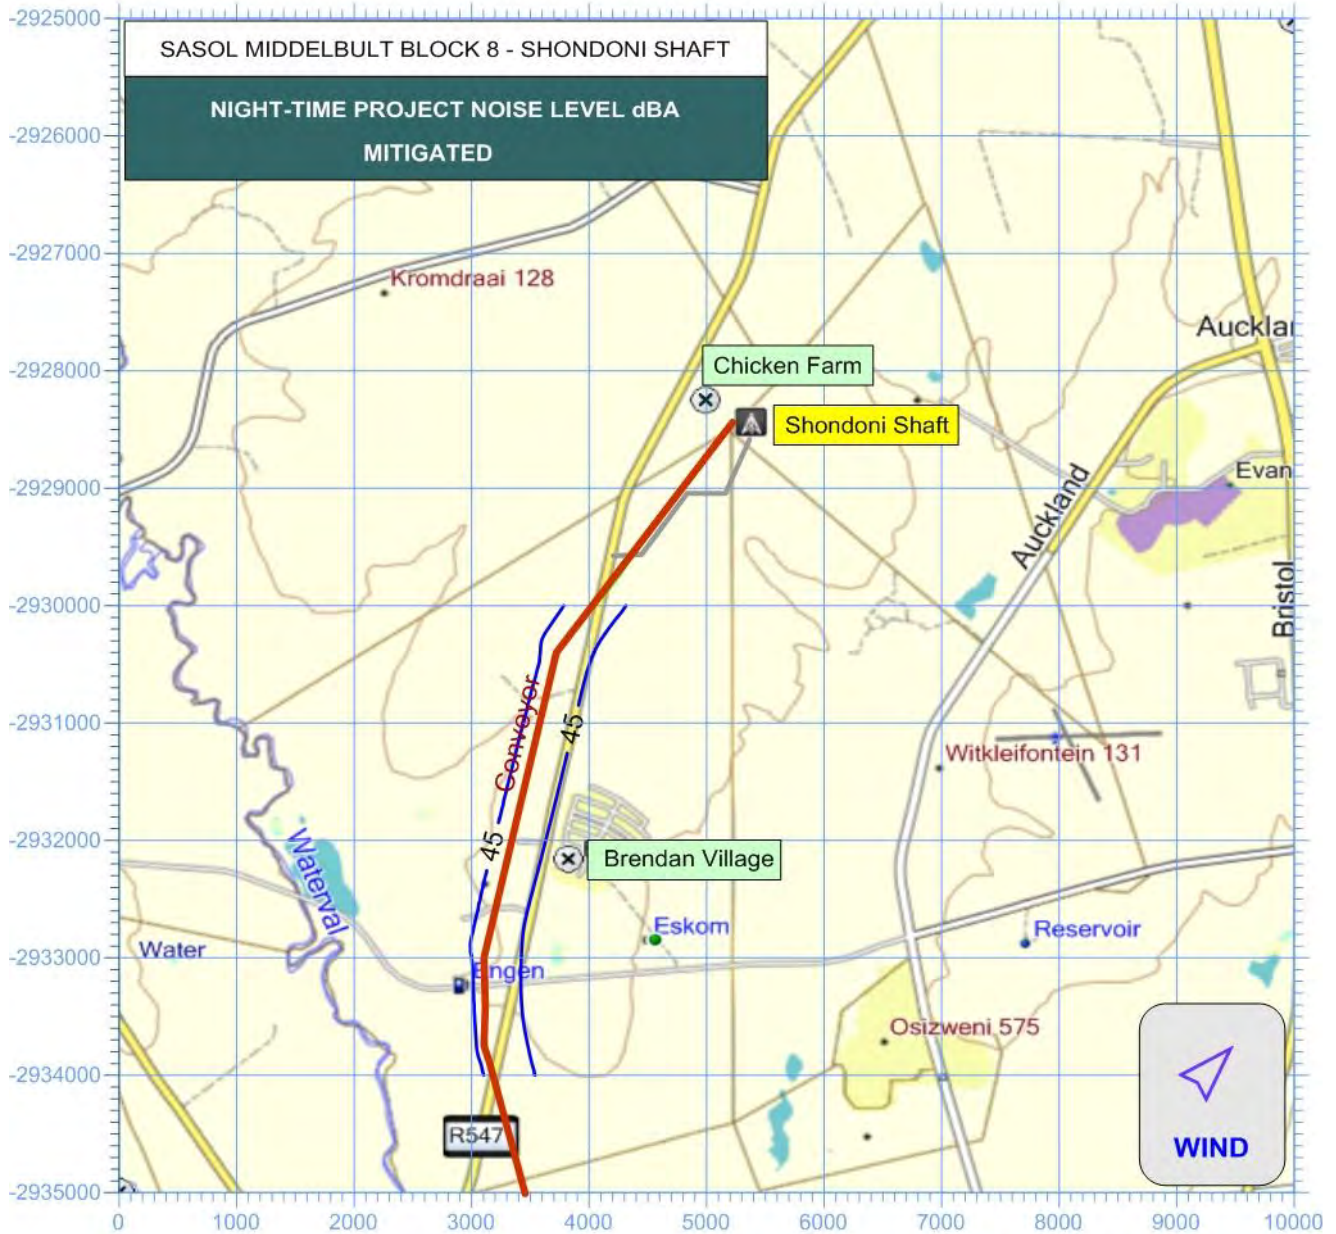 -2925000
SASOL MIDDELBULT BLOCK 8 - SHONDONI SHAFT
NIGHT-TIME PROJECT NOISE LEVEL dBA
MITIGATED
-2926000
-2927000
Kromdraai 128
Aucklan
-2928000
Chicken Farm
Shondoni Shaft
-2929000
Evan
Auckland
-2930000
Bristol
-2931000
Conveyor
45
Witkleifontein 131
-2932000
45
Brendan Village
Waterval
Water
Eskom
Reservoir
-2933000
Engen
Osizweni 575
-2934000
R547
WIND
-2935000
0 1000 2000 3000 4000 5000 6000 7000 8000 9000 10000